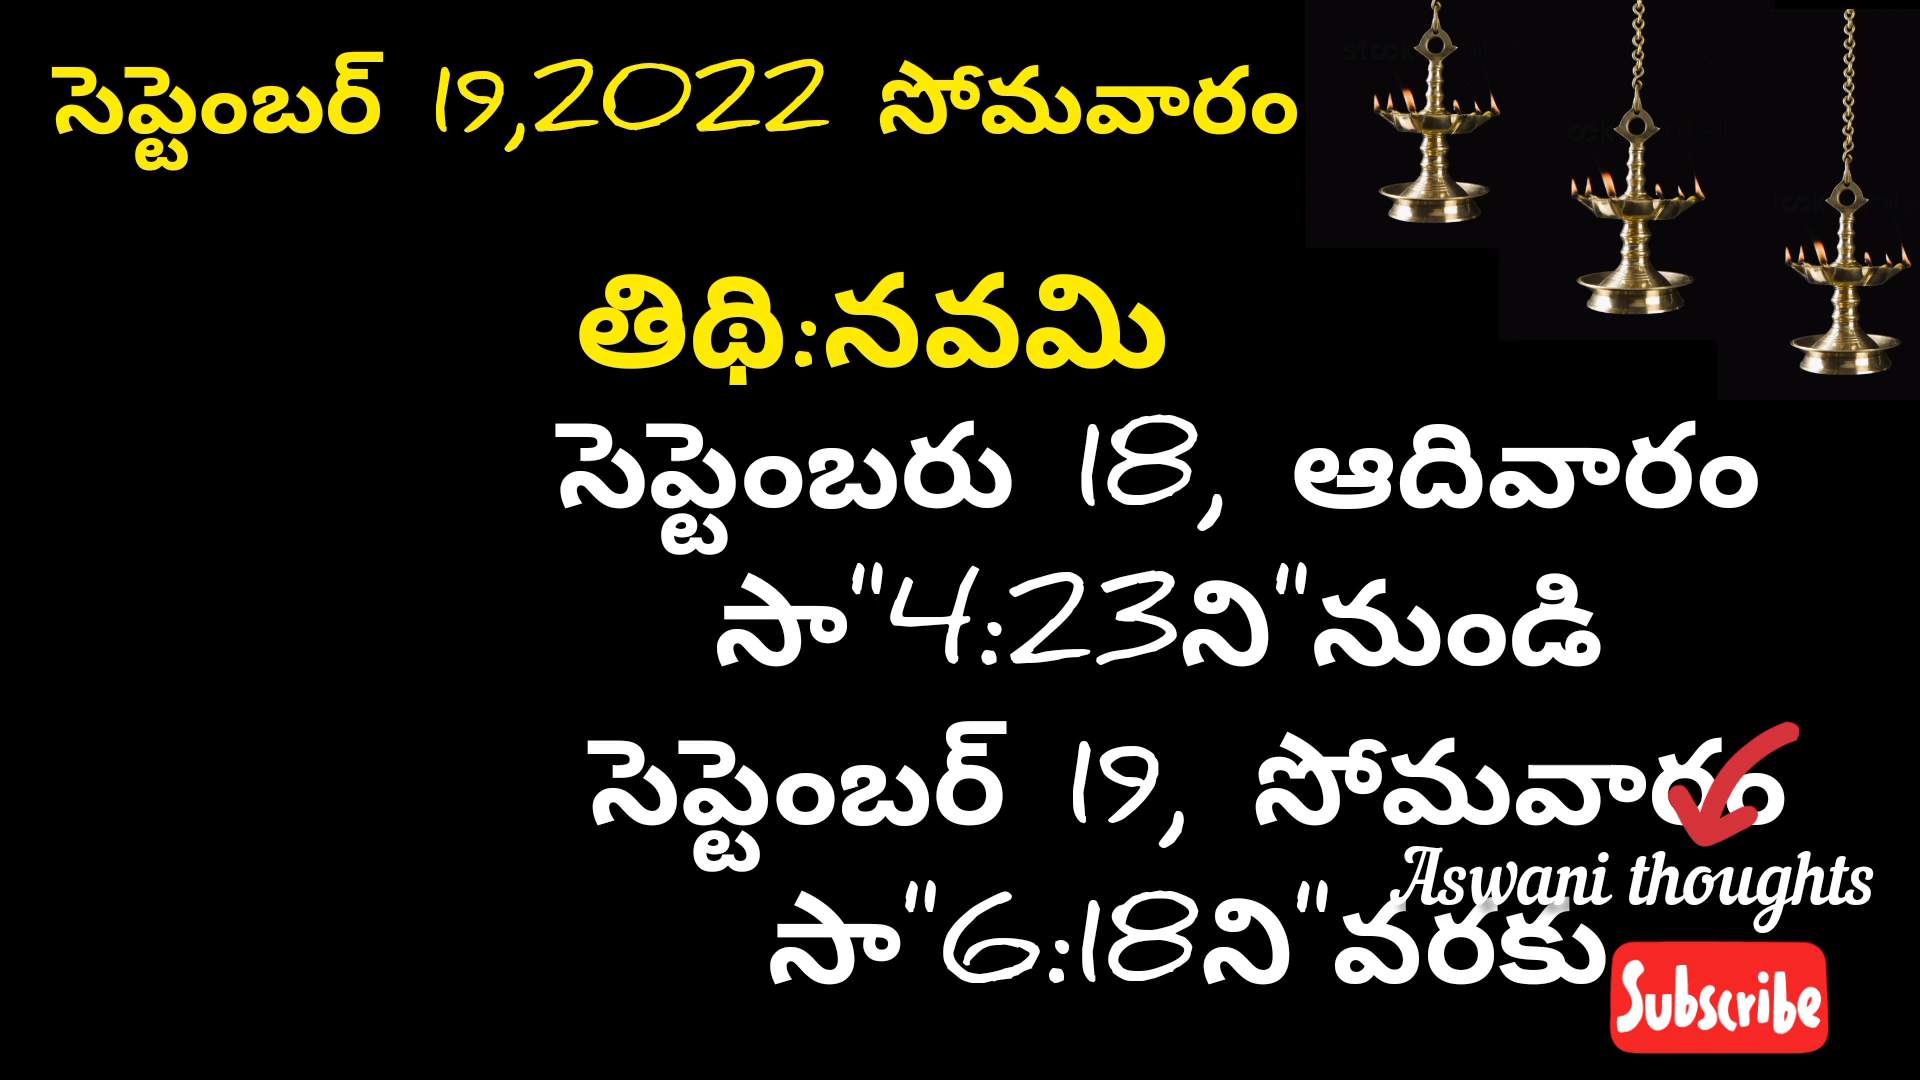 సెప్టెంబర్ 19,2022 సోమవారం
తిథి:నవమి
సెప్టెంబరు 18, ఆదివారం
సా"4:23ని"నుండి
సెప్టెంబర్ 19, సోమవారం
సా"6:18ని"వరకు
Aswani thoughts
Subscribe